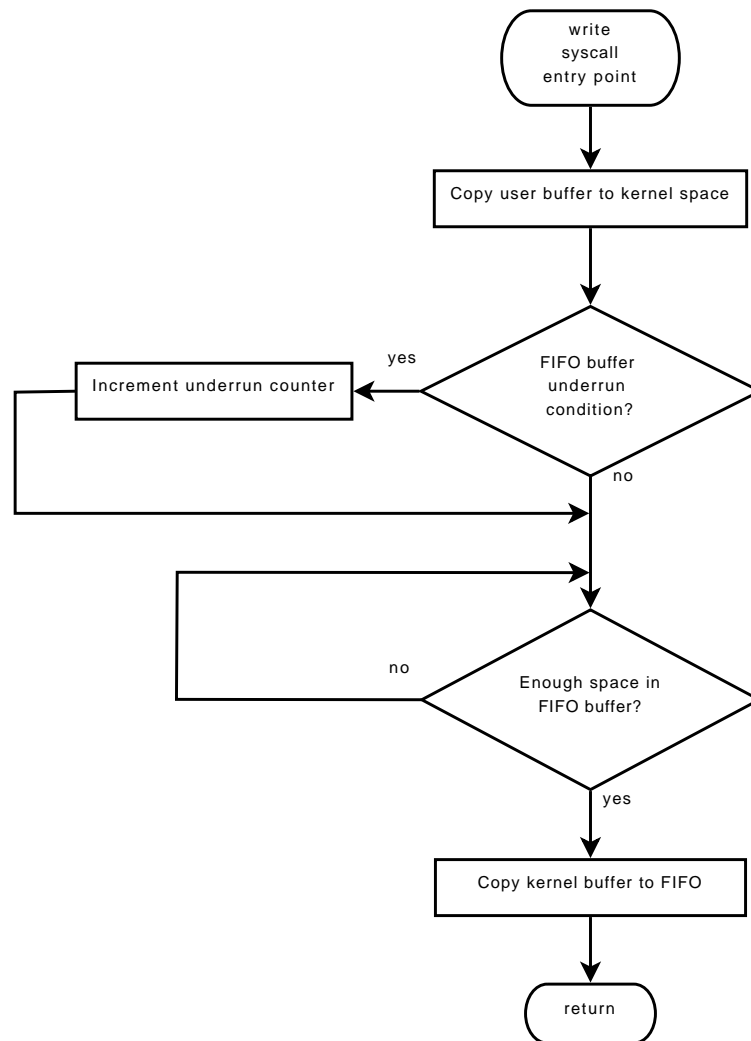 write
syscall
entry point
Copy user buffer to kernel space
FIFO buffer
underrun
condition?
yes
Increment underrun counter
no
Enough space in
FIFO buffer?
no
yes
Copy kernel buffer to FIFO
return